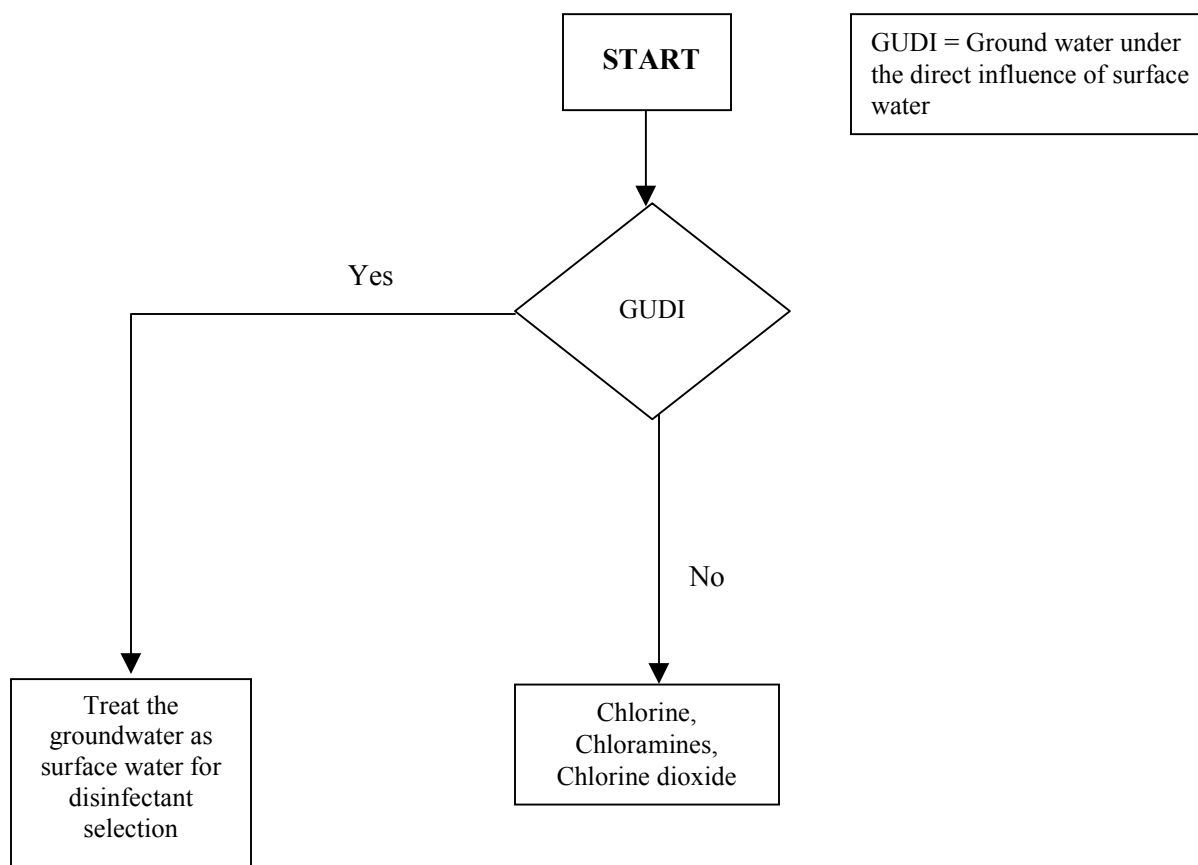 START
GUDI = Ground water under
the direct influence of surface
water
Yes
GUDI
No
Treat the
groundwater as
surface water for
disinfectant
selection
Chlorine,
Chloramines,
Chlorine dioxide